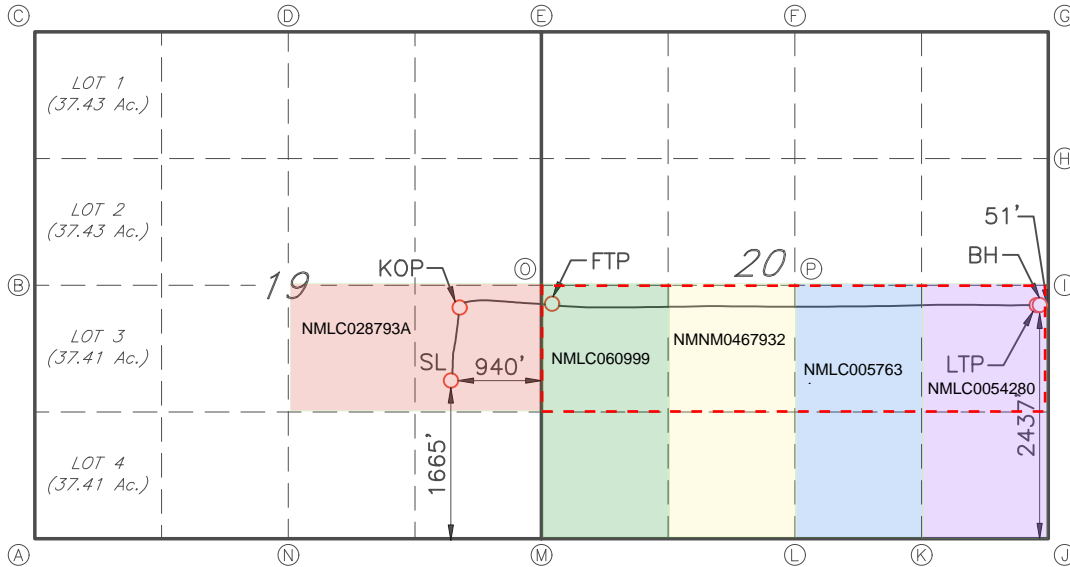 C D E F G
LOT 1
(37.43 Ac.)
H
LOT 2
(37.43 Ac.)
51'
BH
KOP
O
FTP
20
P
B
19
I
LOT 3
(37.41 Ac.)
NMLC028793A
NMNM0467932
NMLC060999
SL
940'
NMLC005763
LTP
NMLC0054280
2437'
1665'
LOT 4
(37.41 Ac.)
A N M L K J